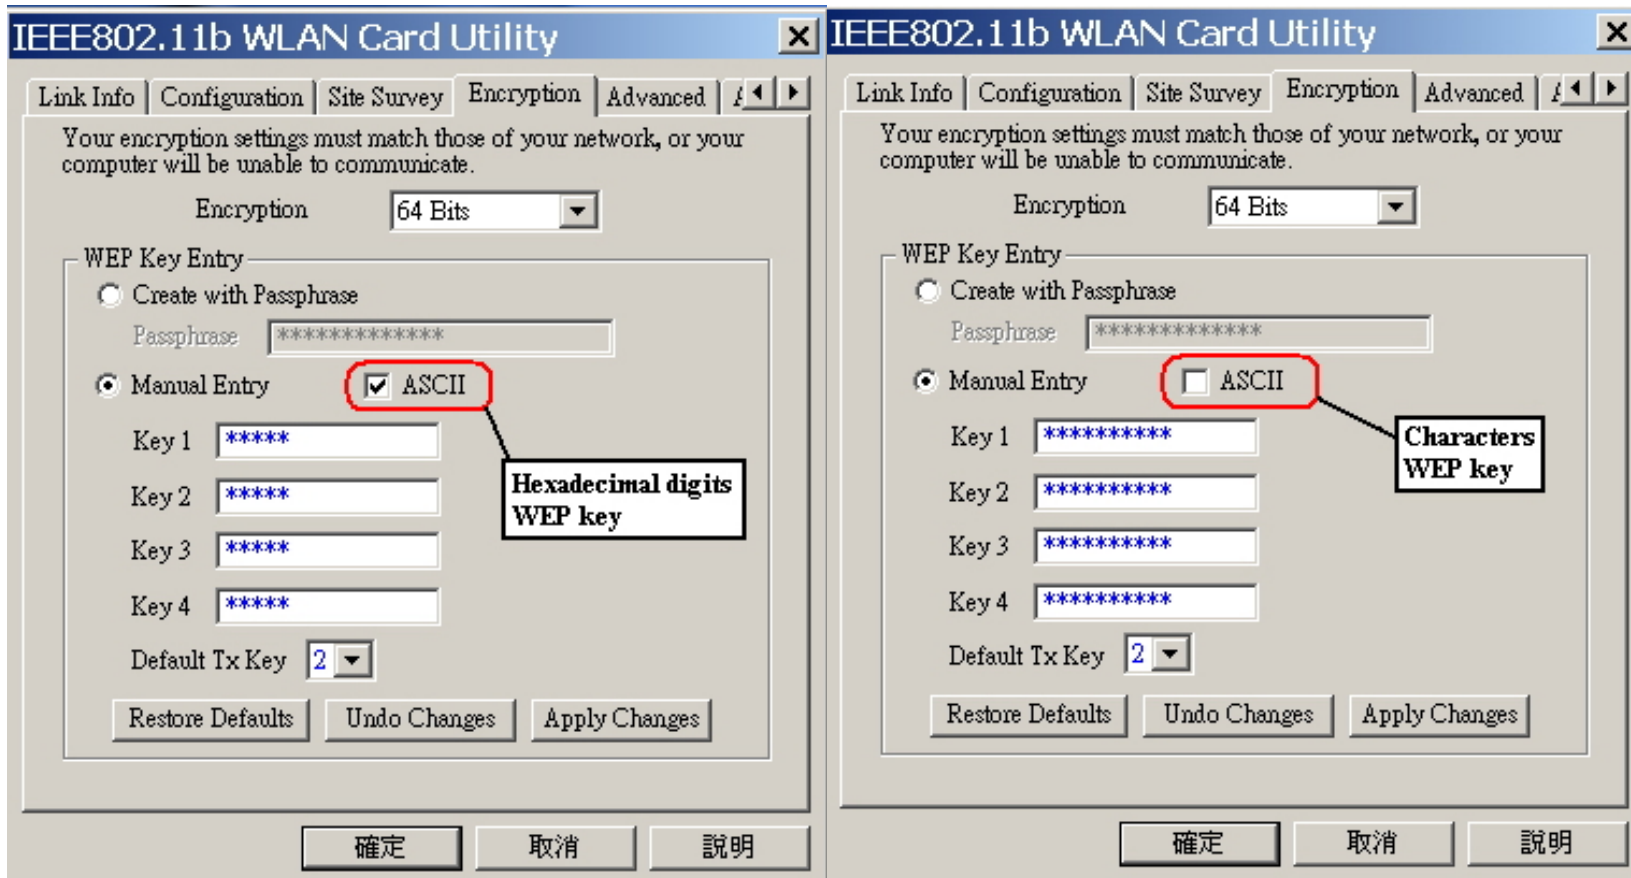 IEEE802.11b WLAN Card Utility
Link Info Configuration Site Survey Encryption Advanced
Your encryption settings must match those of your network, or your
computer will be unable to communicate.
Encryption 64 Bits
WEP Key Entry
Create with Passphrase
Passphrase *************
Manual Entry ASCII
Key 1 *****
Key 2 *****
Hexadecimal digits
WEP key
Key 3 *****
Key 4 *****
Default Tx Key 2
Restore Defaults Undo Changes Apply Changes
確定 取消 說明
IEEE802.11b WLAN Card Utility
Link Info Configuration Site Survey Encryption Advanced
Your encryption settings must match those of your network, or your
computer will be unable to communicate.
Encryption 64 Bits
WEP Key Entry
Create with Passphrase
Passphrase *************
Manual Entry ASCII
Key 1 **********
Characters
WEP key
Key 2 **********
Key 3 **********
Key 4 **********
Default Tx Key 2
Restore Defaults Undo Changes Apply Changes
確定 取消 說明